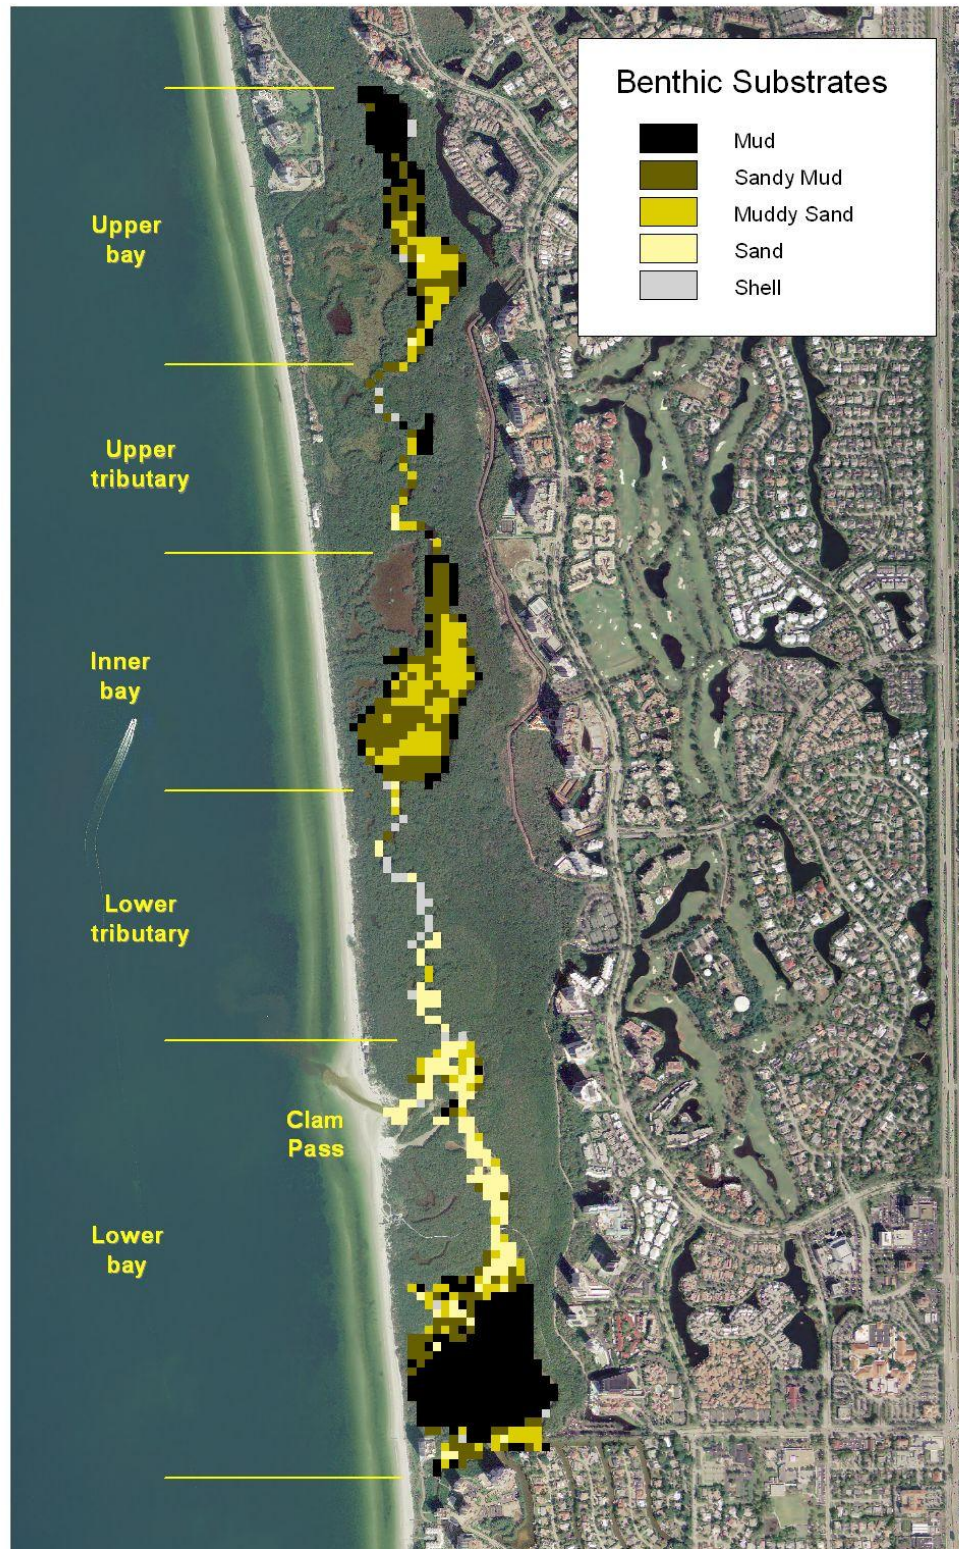 Benthic Substrates
Mud
Sandy Mud
Muddy Sand
Sand
Shell
Upper
bay
Upper
tributary
Inner
bay
Lower
tributary
Clam
Pass
Lower
bay